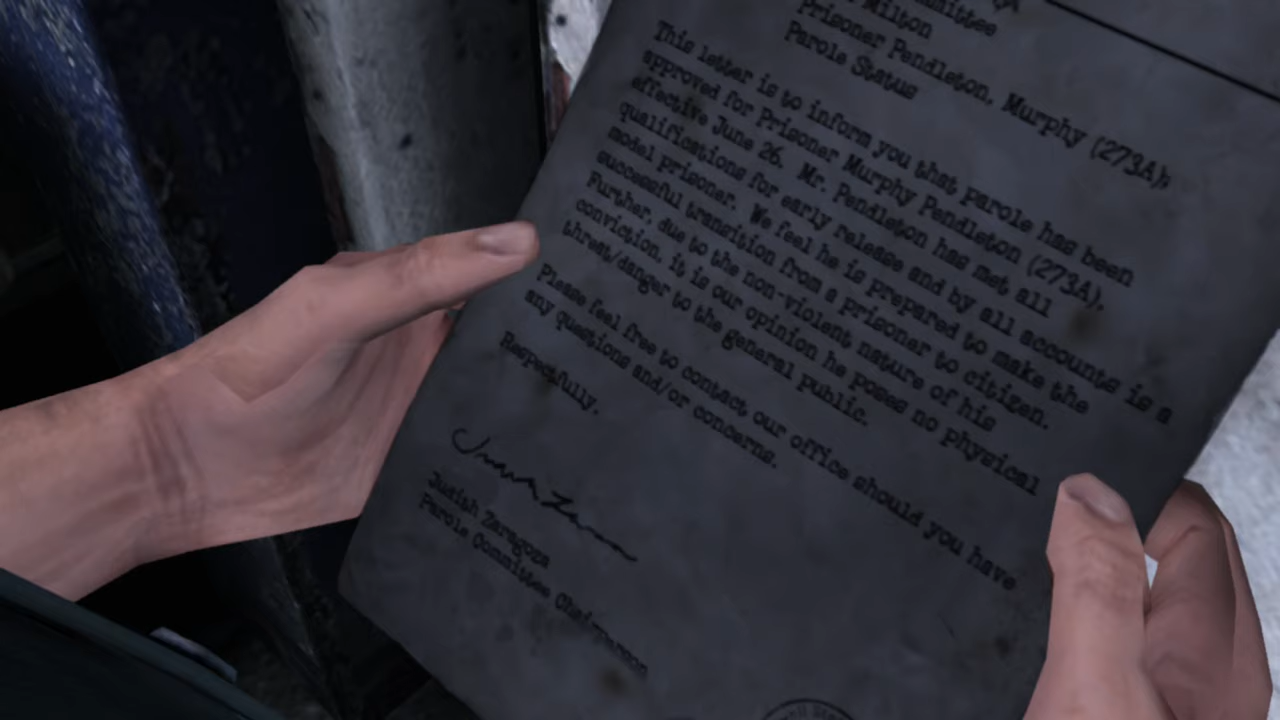 Milton
Prisoner Pendleton, Murphy (273A);
Parole Status
This letter is to inform you that parole has been
approved for Prisoner Murphy Pendleton (273A),
effective June 26. Mr. Pendleton has met all
qualifications for early release and by all accounts is a
model prisoner. We feel he is prepared to make the
successful transition from a prisoner to citizen.
Further, due to the non-violent nature of his
conviction, it is our opinion he poses no physical
threat/danger to the general public.
Please feel free to contact our office should you have
any questions and/or concerns.
Respectfully,
Judith Zaragoza
Parole Committee Chairperson